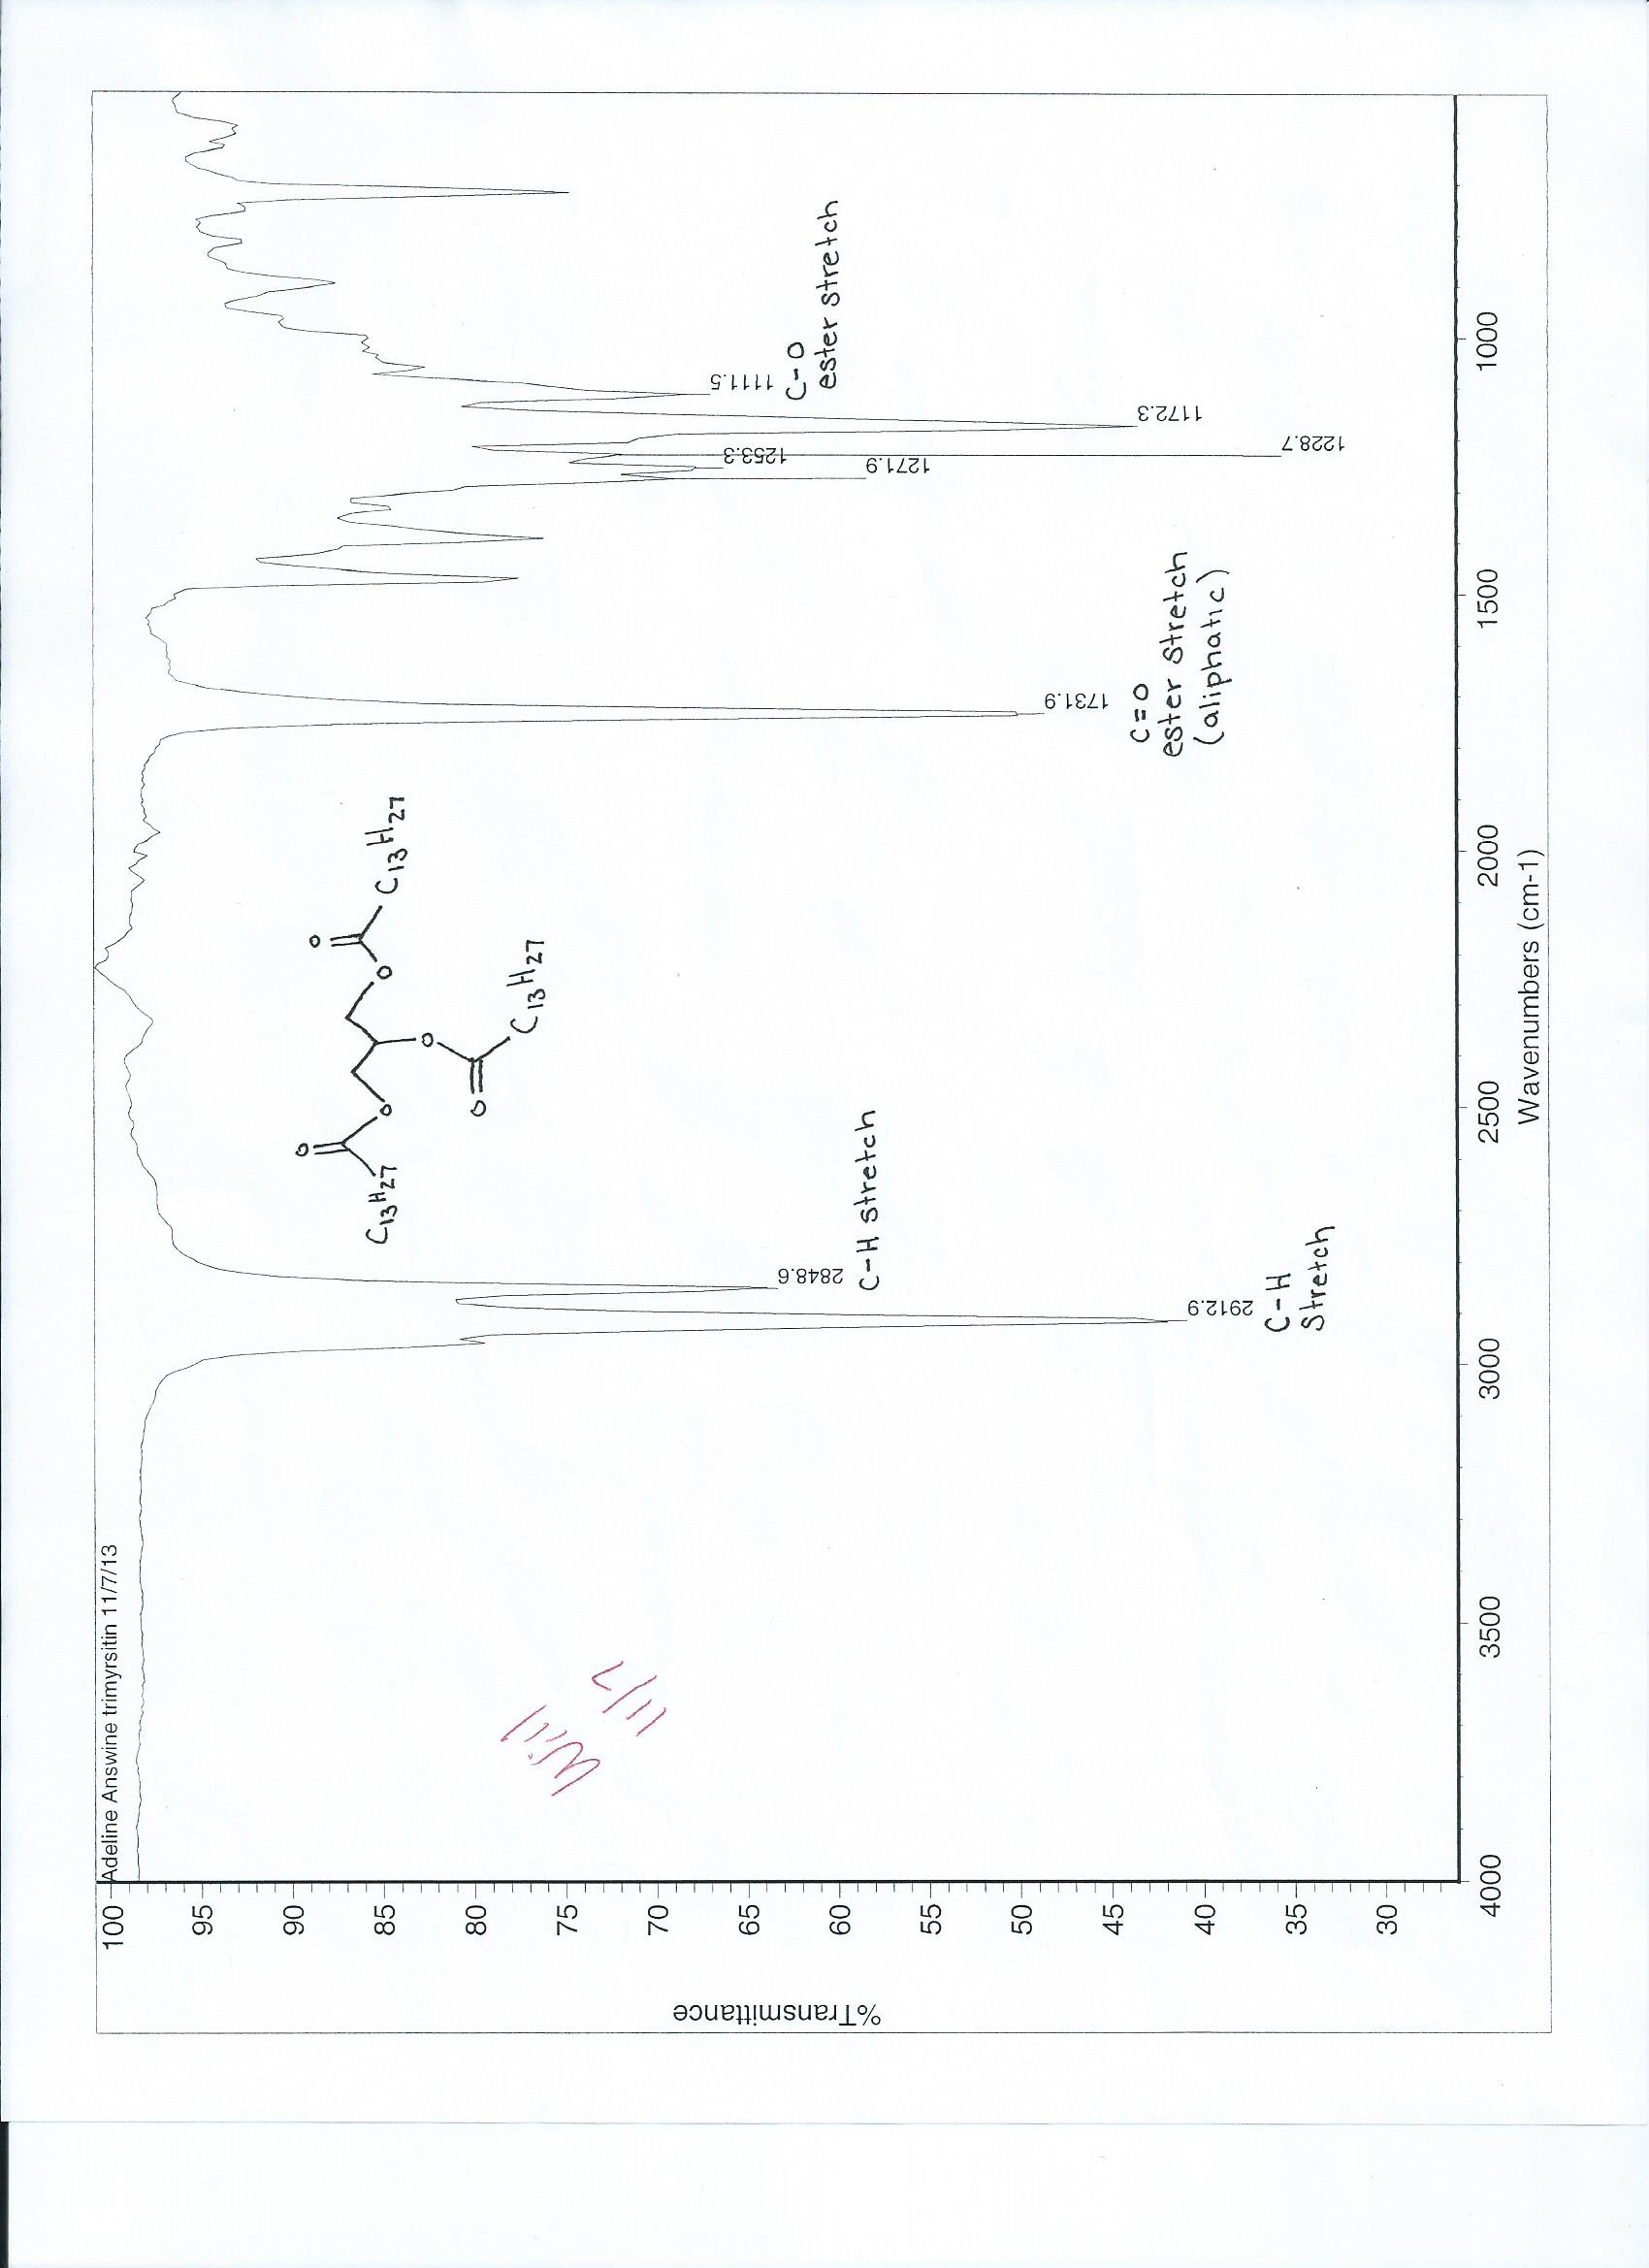 Adeline Answine trimyrsitin 11/7/13
%Transmittance
100
95
90
85
80
75
70
65
60
55
50
45
40
35
30
4000
3500
3000
2500
2000
1500
1000
Wavenumbers (cm-1)
2912.9
C-H
Stretch
2848.6
C-H stretch
1731.9
C=O
ester stretch
(aliphatic)
1271.9
1253.3
1228.7
1172.3
1111.5
C-O
ester stretch
O
C13H27
O
O
O
C13H27
O
O
C13H27
Will
11/7